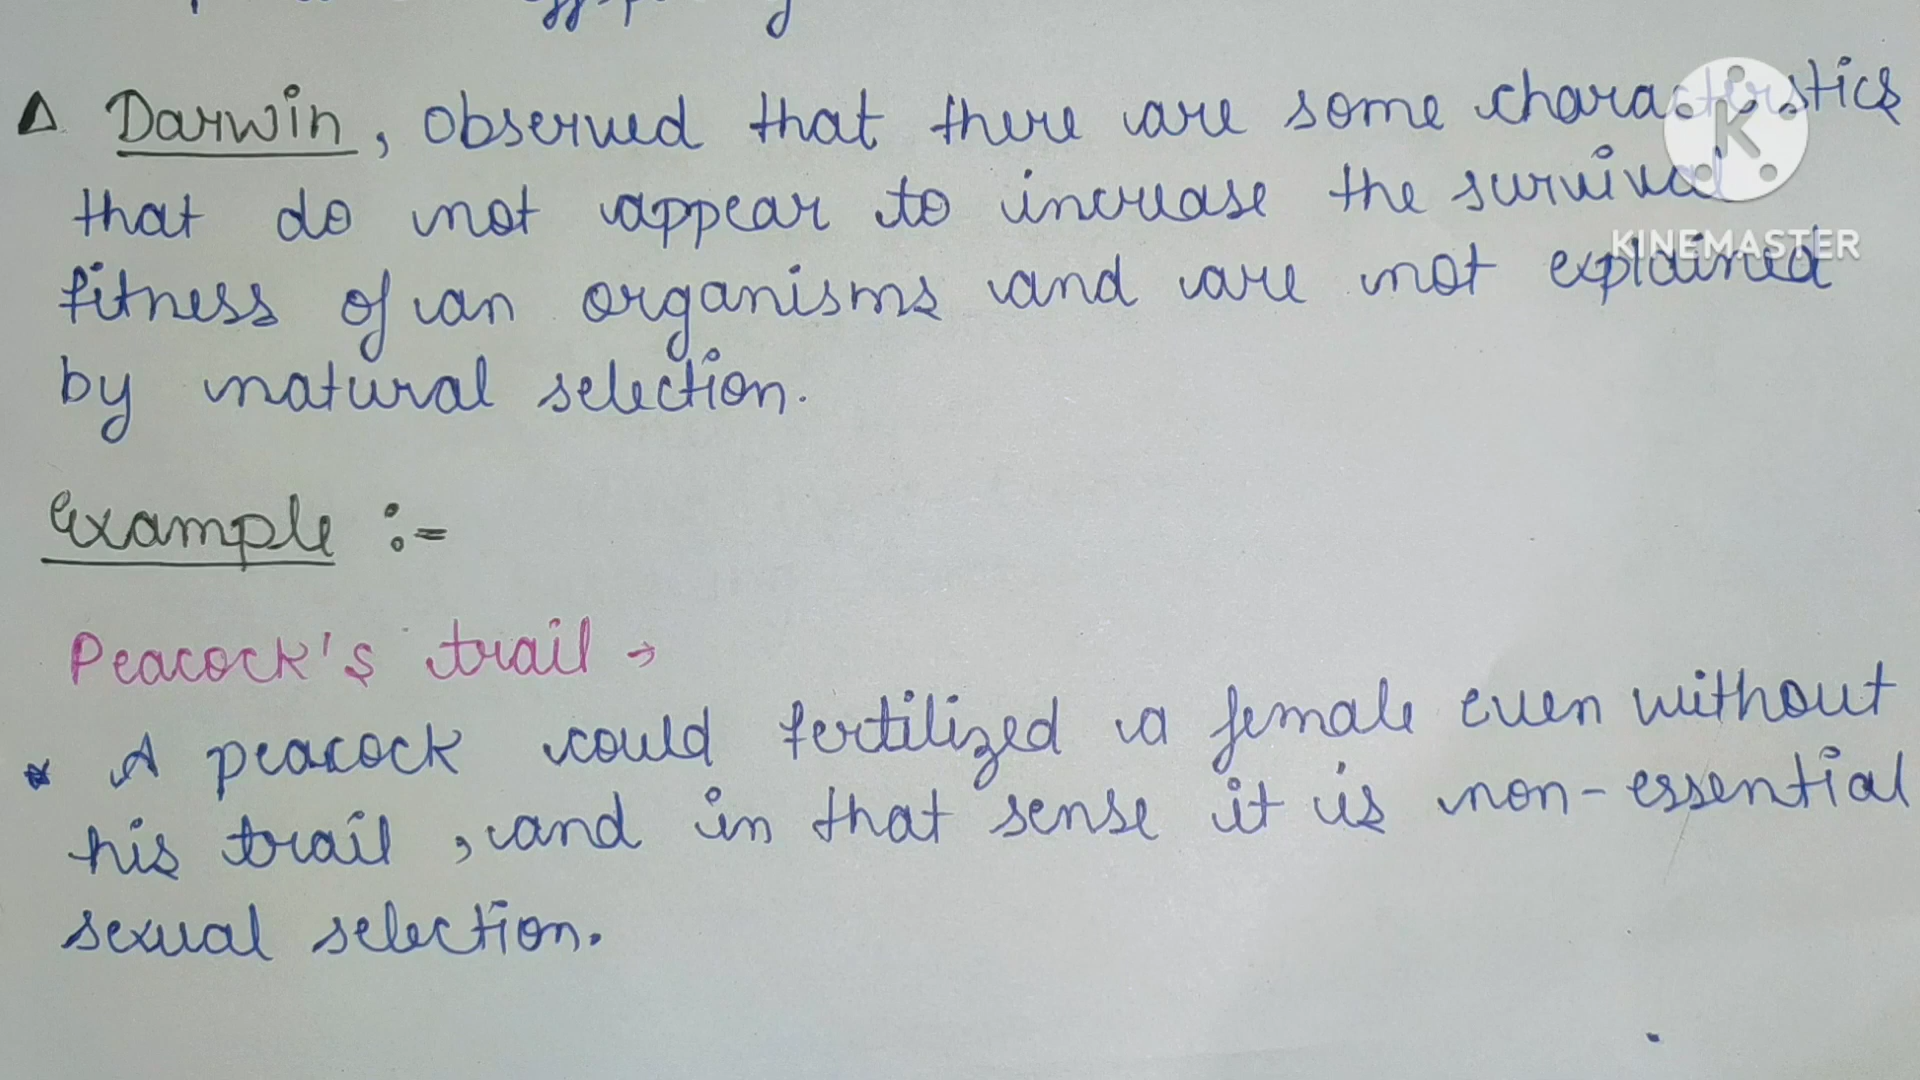 Darwin, observed that there are some characterstics
that do not appear to increase the survival
KINEMASTER
fitness of an organisms and are not explained
by natural selection.
Example :-
Peacock's trail →
* A peacock could fertilized a female even without
his trail, and in that sense it is non-essential
sexual selection.